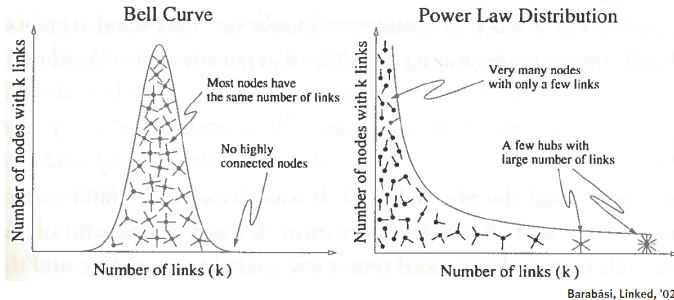 Bell Curve
Number of nodes with k links
Most nodes have
the same number of links
No highly
connected nodes
Number of links (k)
Power Law Distribution
Number of nodes with k links
Very many nodes
with only a few links
A few hubs with
large number of links
Number of links (k)
Barabási, Linked, '02